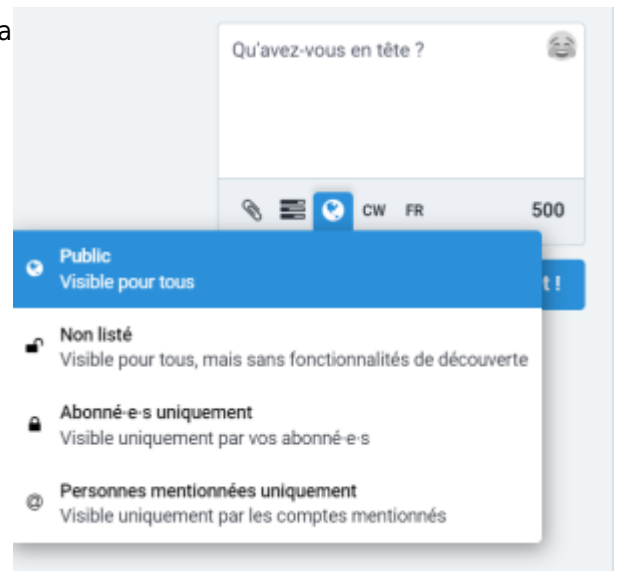 a
Qu'avez-vous en tête ?
CW FR 500
Public
Visible pour tous
t !
Non listé
Visible pour tous, mais sans fonctionnalités de découverte
Abonné·e·s uniquement
Visible uniquement par vos abonné·e·s
@ Personnes mentionnées uniquement
Visible uniquement par les comptes mentionnés